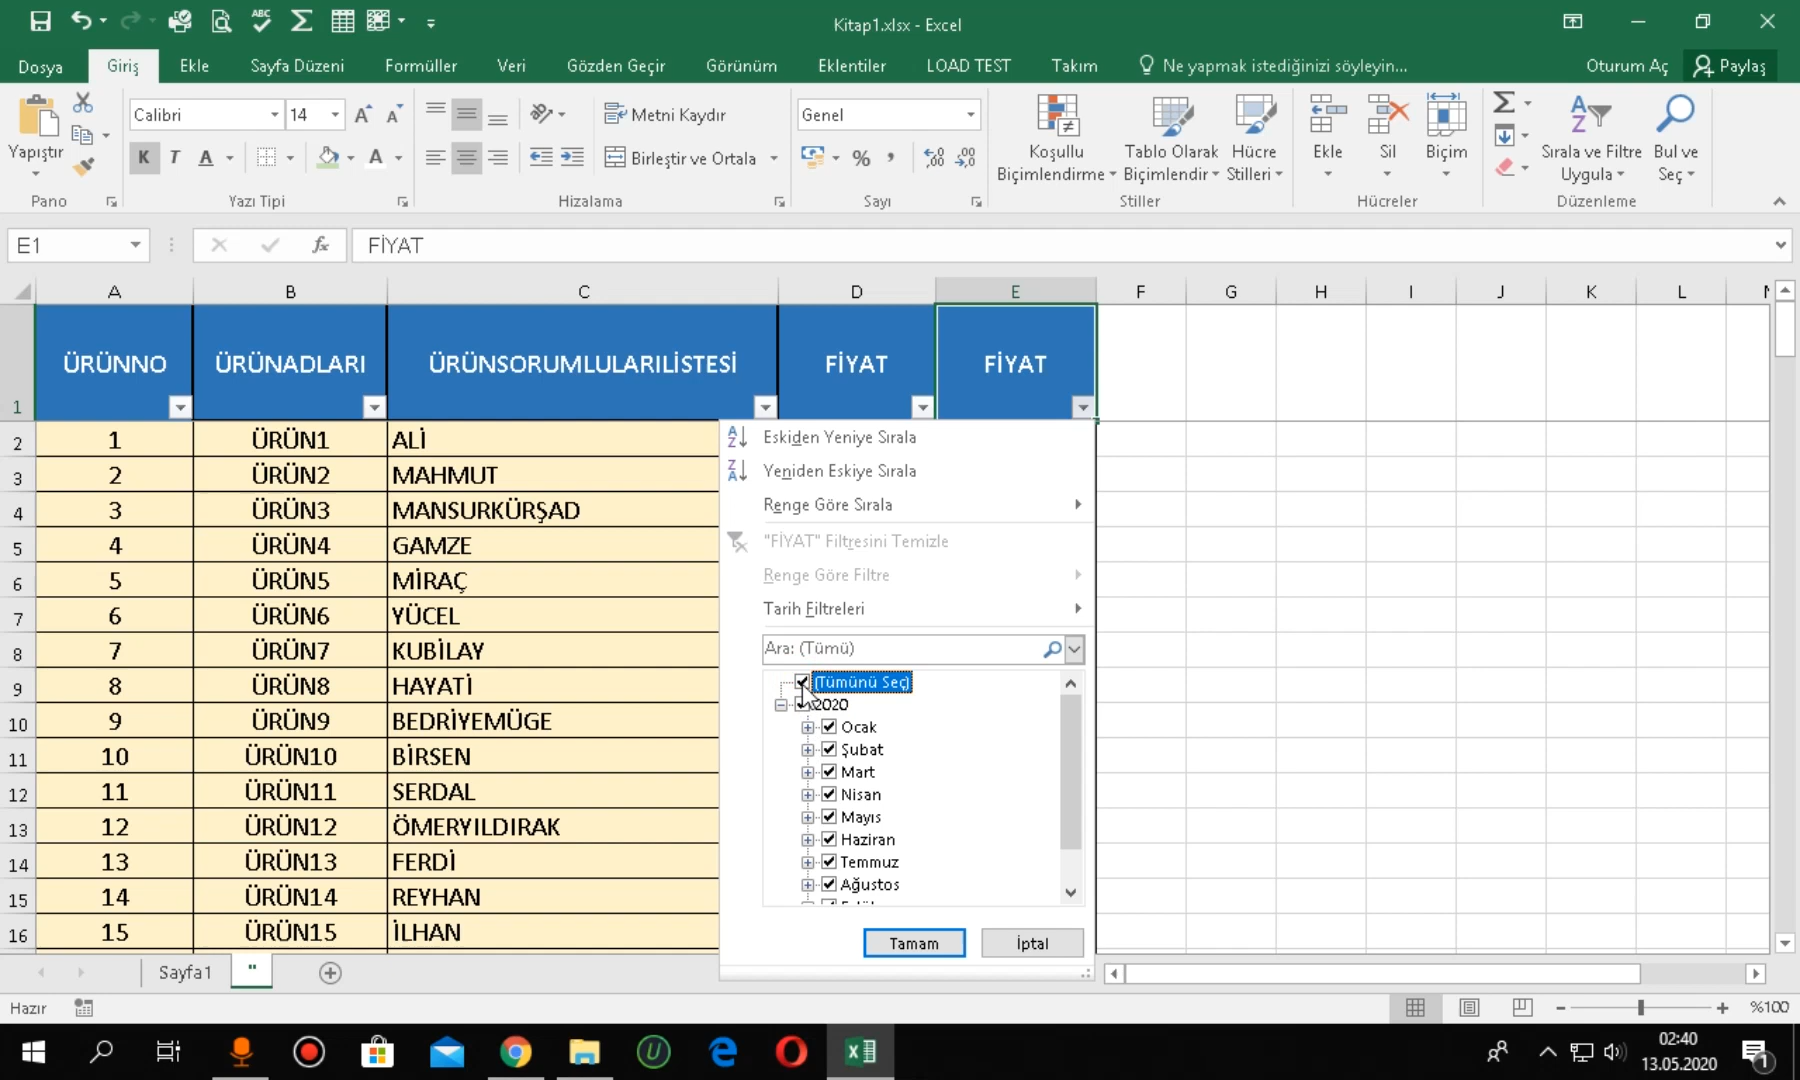 Kitap1.xlsx - Excel
Dosya Giriş Ekle Sayfa Düzeni Formüller Veri Gözden Geçir Görünüm Eklentiler LOAD TEST Takım Ne yapmak istediğinizi söyleyin... Oturum Aç Paylaş
Calibri 14 Metni Kaydır Genel
Yapıştır K T A A Birleştir ve Ortala % Koşullu Biçimlendirme Tablo Olarak Biçimlendir Hücre Stilleri Ekle Sil Biçim Sırala ve Filtre Uygula Bul ve Seç
Pano Yazı Tipi Hizalama Sayı Stiller Hücreler Düzenleme
E1 fx FİYAT
A B C D E F G H I J K L
1 ÜRÜNNO ÜRÜNADLARI ÜRÜNSORUMLULARILİSTESİ FİYAT FİYAT
2 1 ÜRÜN1 ALİ
3 2 ÜRÜN2 MAHMUT
4 3 ÜRÜN3 MANSURKÜRŞAD
5 4 ÜRÜN4 GAMZE
6 5 ÜRÜN5 MİRAÇ
7 6 ÜRÜN6 YÜCEL
8 7 ÜRÜN7 KUBİLAY
9 8 ÜRÜN8 HAYATİ
10 9 ÜRÜN9 BEDRİYEMÜGE
11 10 ÜRÜN10 BİRSEN
12 11 ÜRÜN11 SERDAL
13 12 ÜRÜN12 ÖMERYILDIRAK
14 13 ÜRÜN13 FERDİ
15 14 ÜRÜN14 REYHAN
16 15 ÜRÜN15 İLHAN
Eskiden Yeniye Sırala
Yeniden Eskiye Sırala
Renge Göre Sırala
"FİYAT" Filtresini Temizle
Renge Göre Filtre
Tarih Filtreleri
Ara: (Tümü)
(Tümünü Seç)
2020
Ocak
Şubat
Mart
Nisan
Mayıs
Haziran
Temmuz
Ağustos
Tamam İptal
Sayfa1 "
Hazır %100
02:40
13.05.2020
1